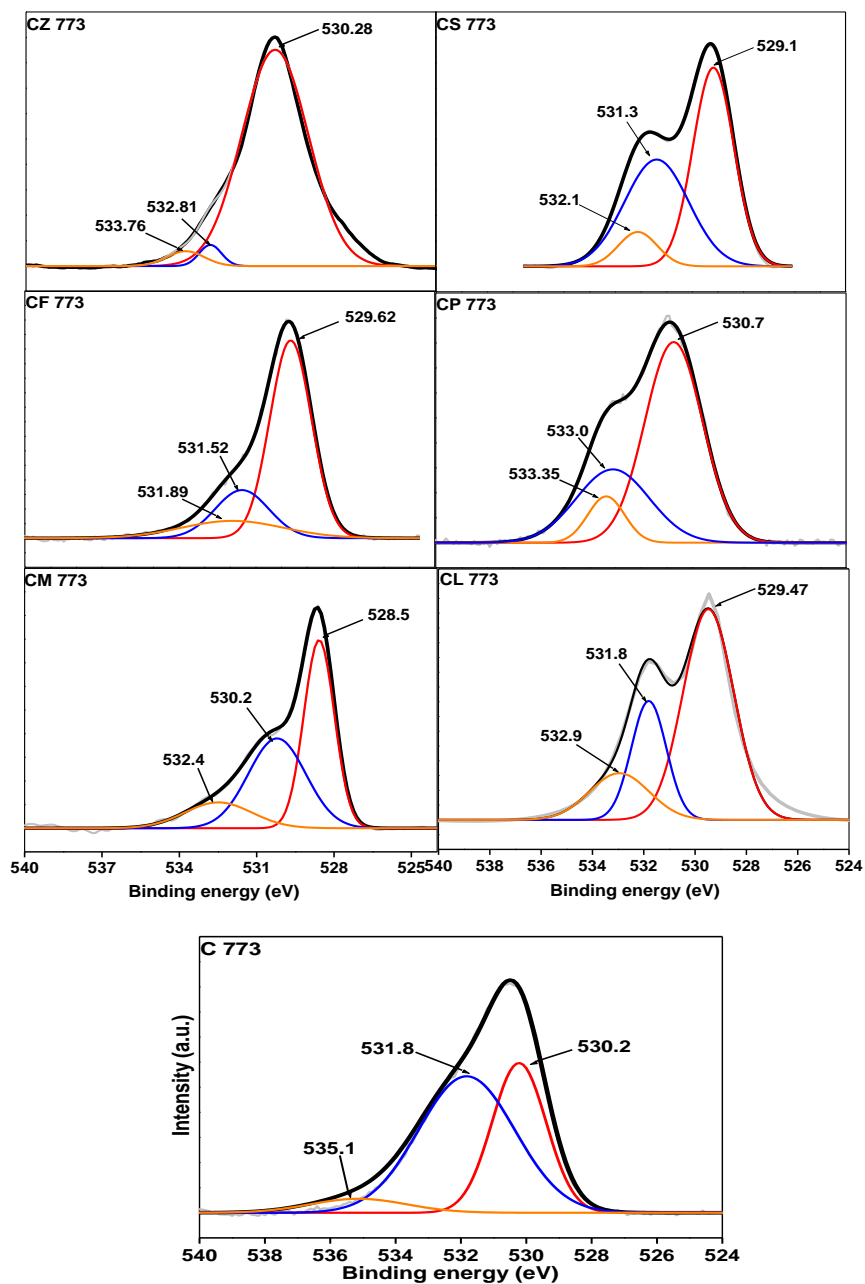 CZ 773
530.28
532.81
533.76
CS 773
529.1
531.3
532.1
CF 773
529.62
531.52
531.89
CP 773
530.7
533.0
533.35
CM 773
528.5
530.2
532.4
540 537 534 531 528 525
Binding energy (eV)
CL 773
529.47
531.8
532.9
540 538 536 534 532 530 528 526 524
Binding energy (eV)
C 773
531.8
530.2
535.1
Intensity (a.u.)
540 538 536 534 532 530 528 526 524
Binding energy (eV)